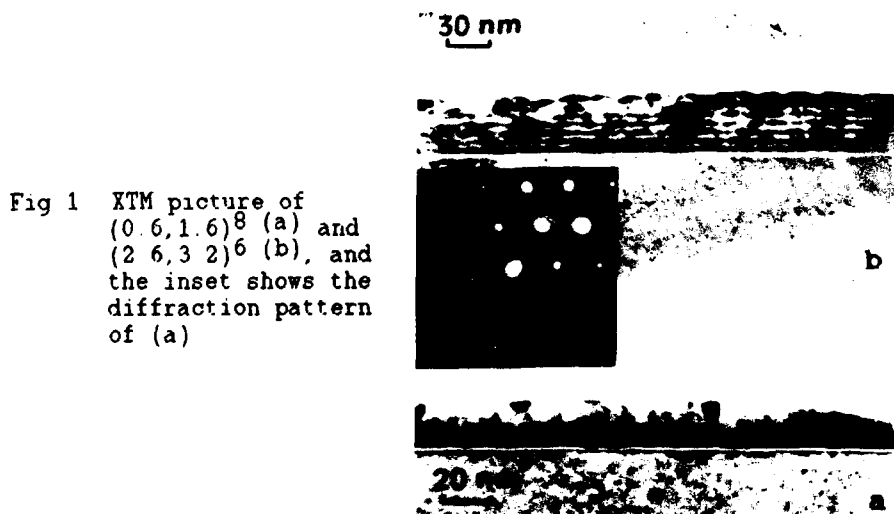 30 nm
Fig 1 XTM picture of
(0.6,1.6)8 (a) and
(2 6,3 2)6 (b), and
the inset shows the
diffraction pattern
of (a)
b
20 nm
a